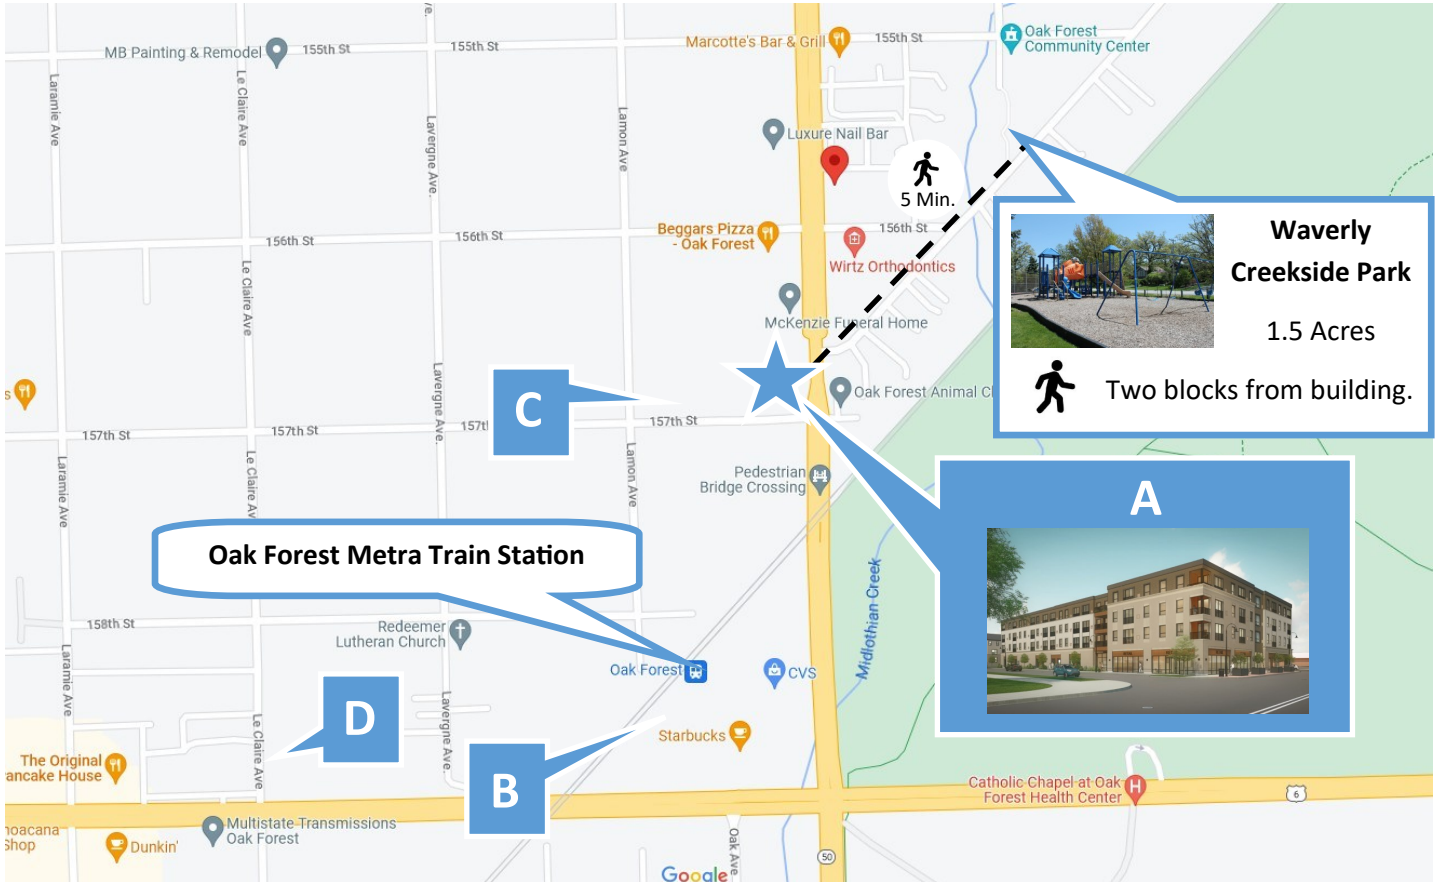 MB Painting & Remodel
155th St
155th St
Marcotte's Bar & Grill
155th St
Oak Forest
Community Center
Laramie Ave
Le Claire Ave
Lavergne Ave.
Lamon Ave
Luxure Nail Bar
5 Min.
156th St
156th St
Beggars Pizza
- Oak Forest
156th St
Wirtz Orthodontics
Waverly
Creekside Park
1.5 Acres
Two blocks from building.
Le Claire Ave
McKenzie Funeral Home
Lavergne Ave.
C
Oak Forest Animal Cl
157th St
157th St
157t
157th St
Laramie Ave
Le Claire Av
Lamon Ave
Pedestrian
Bridge Crossing
A
Oak Forest Metra Train Station
Midlothian Creek
158th St
Redeemer
Lutheran Church
Laramie Ave
Oak Forest
CVS
D
Le Claire Ave
Lavergne Ave.
Starbucks
B
The Original
ancake House
Catholic Chapel at Oak
Forest Health Center
H
6
noacana
Shop
Dunkin'
Multistate Transmissions
Oak Forest
Oak Ave
50
Google